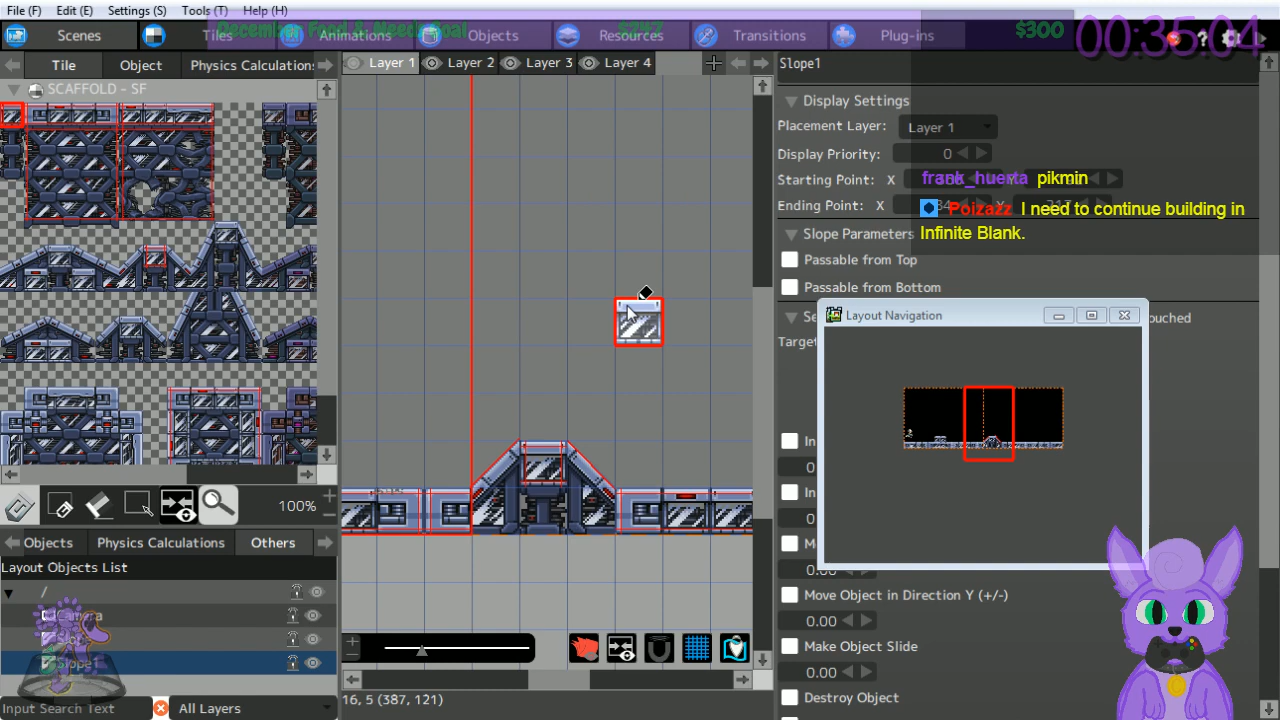 File (F) Edit (E) Settings (S) Tools (T) Help (H)
Scenes Tiles Animations Objects Resources Transitions Plug-ins
December Food & Needs Goal $300
00:35:04
Tile Object Physics Calculations
Layer 1 Layer 2 Layer 3 Layer 4
SCAFFOLD - SF
Slope1
Display Settings
Placement Layer: Layer 1
Display Priority: 0
Starting Point: X
Ending Point: X
frank_huerta pikmin
Poizazz I need to continue building in
Infinite Blank.
Slope Parameters
Passable from Top
Passable from Bottom
Layout Navigation
0.00
Move Object in Direction Y (+/-)
0.00
Make Object Slide
0.00
Destroy Object
100%
Objects Physics Calculations Others
Layout Objects List
/
Camera
Slope1
Input Search Text All Layers
16, 5 (387, 121)